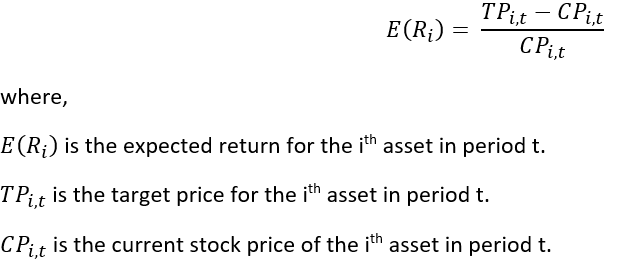 E(R_i) = \frac{TP_{i,t} - CP_{i,t}}{CP_{i,t}}
where,
E(R_i) is the expected return for the i^{th} asset in period t.
TP_{i,t} is the target price for the i^{th} asset in period t.
CP_{i,t} is the current stock price of the i^{th} asset in period t.